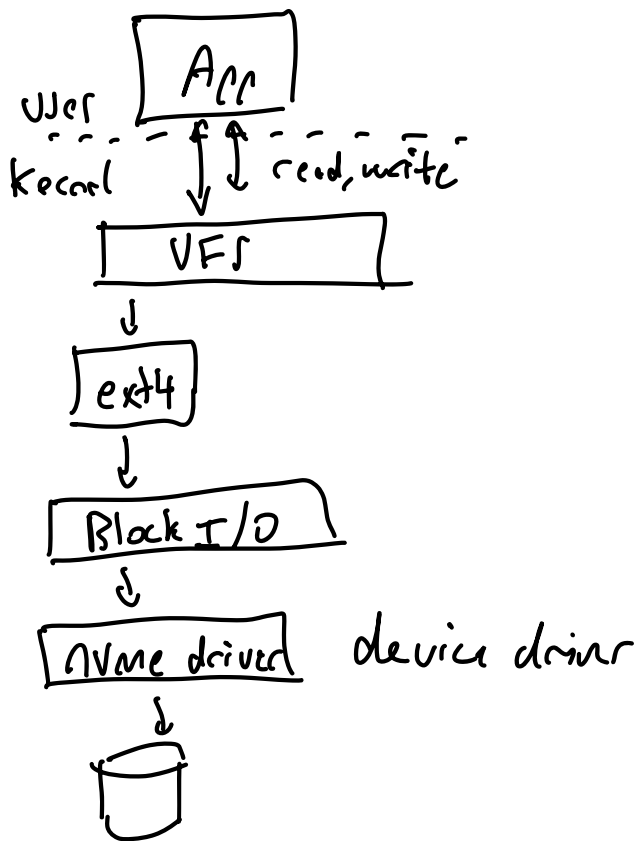 App
user
kernel
read, write
VFS
ext4
Block I/O
nvme driver
device driver